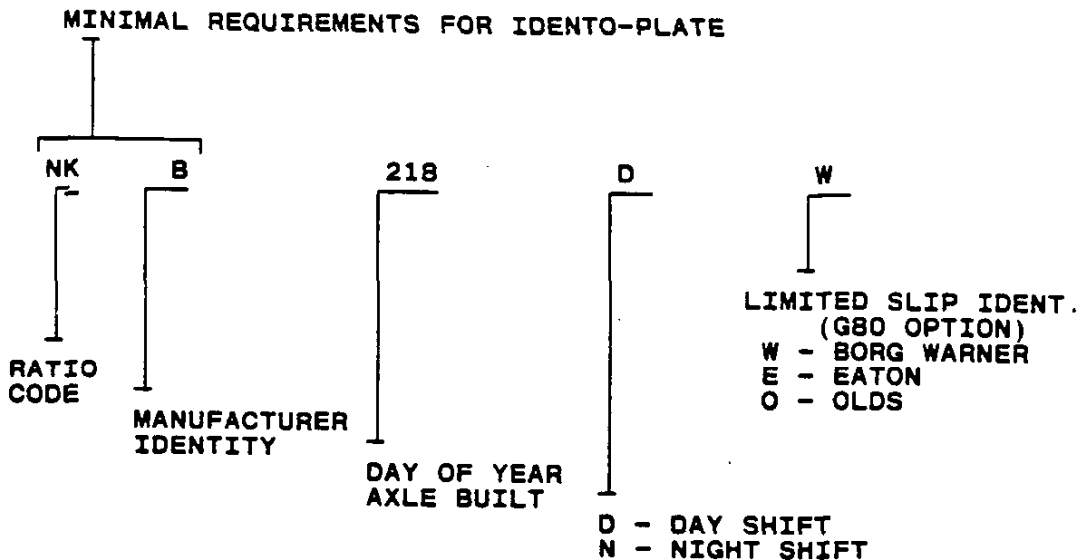 MINIMAL REQUIREMENTS FOR IDENTO-PLATE
NK B 218 D W
RATIO
CODE
MANUFACTURER
IDENTITY
DAY OF YEAR
AXLE BUILT
D - DAY SHIFT
N - NIGHT SHIFT
LIMITED SLIP IDENT.
(G80 OPTION)
W - BORG WARNER
E - EATON
O - OLDS